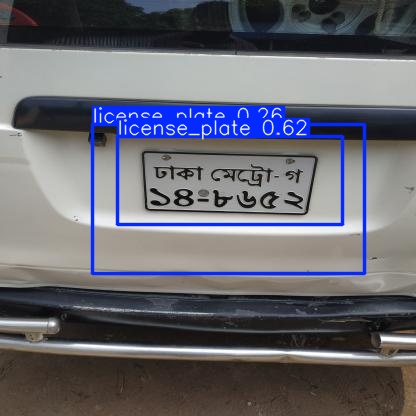 license_plate 0.26
license_plate 0.62
ঢাকা মেট্রো-গ
১৪-৮৬৫২